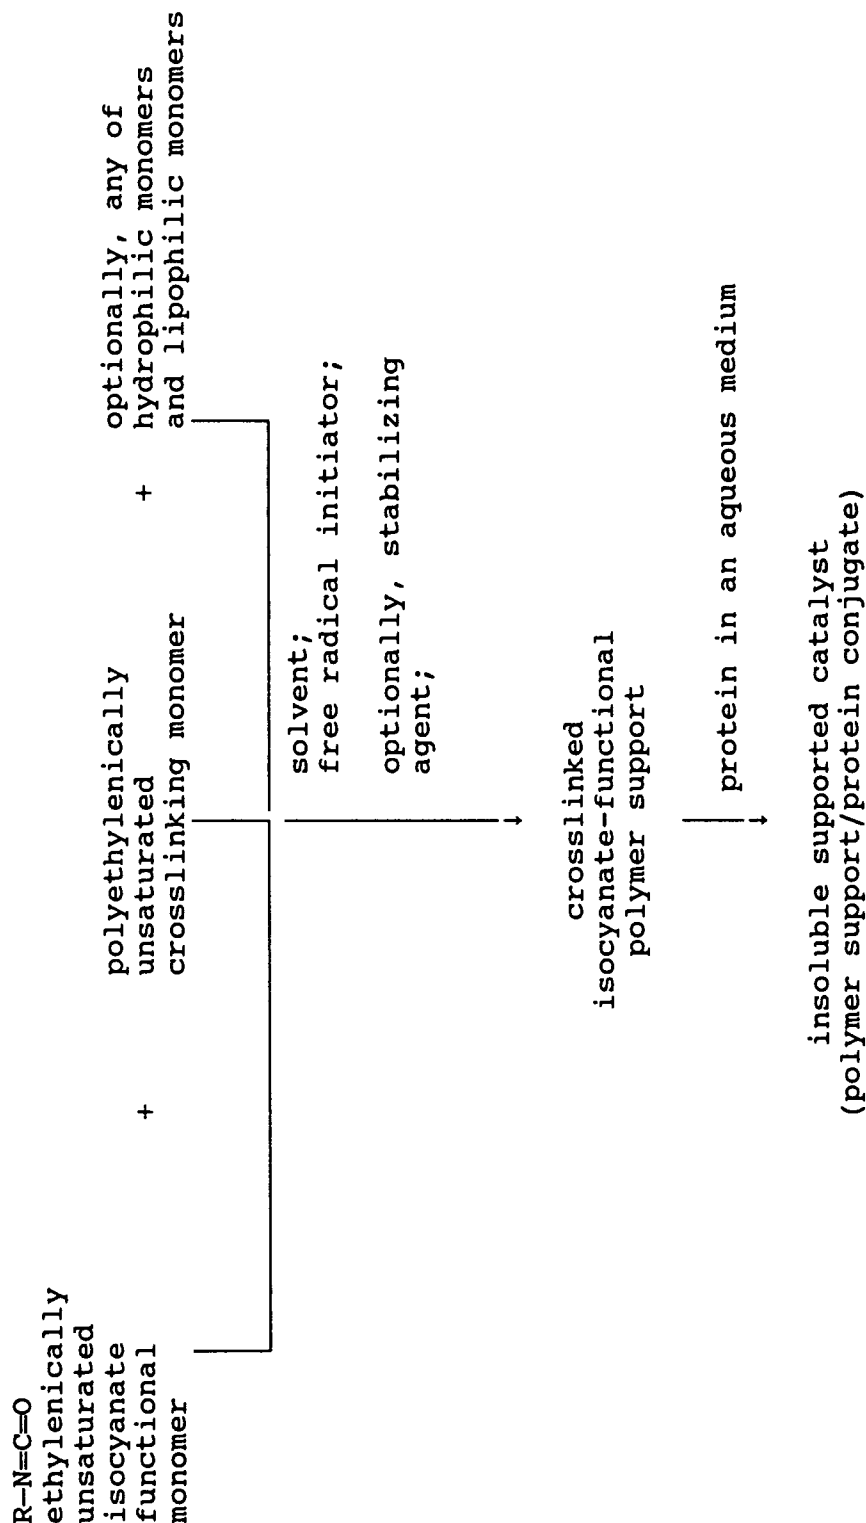 R–N=C=O
ethylenically
unsaturated
isocyanate
functional
monomer
+
polyethylenically
unsaturated
crosslinking monomer
+
optionally, any of
hydrophilic monomers
and lipophilic monomers
solvent;
free radical initiator;
optionally, stabilizing
agent;
crosslinked
isocyanate-functional
polymer support
protein in an aqueous medium
insoluble supported catalyst
(polymer support/protein conjugate)